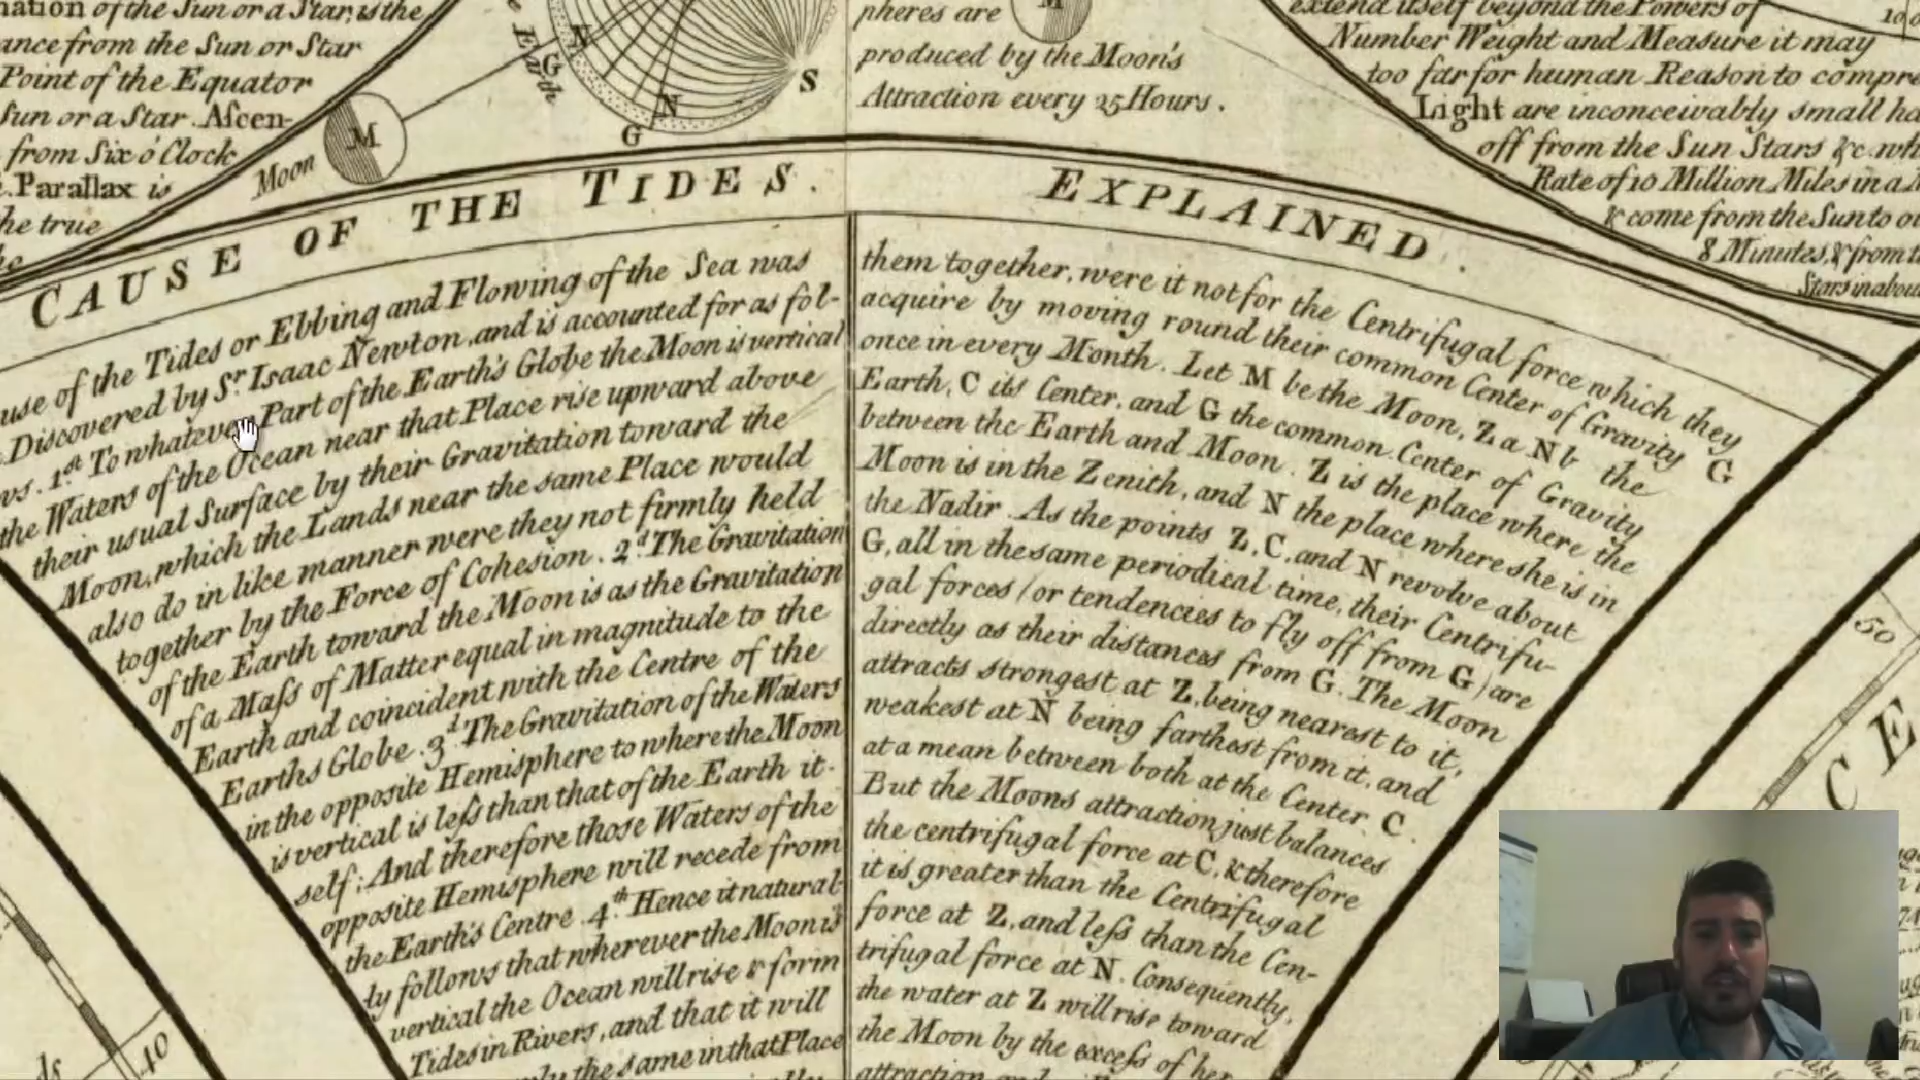 nation of the Sun or a Star, is the
ance from the Sun or Star
Point of the Equator
Sun or a Star. Ascen-
from Six o'Clock
Parallax is
he true
the Earth
N
G
N
G
S
M
Moon
M
pheres are
produced by the Moon's
Attraction every 25 Hours.
extend itself beyond the Powers of
Number Weight and Measure it may
too far for human Reason to compre
Light are inconceivably small ha
off from the Sun Stars &c. wh
Rate of 10 Million Miles in a M
& come from the Sun to ou
8 Minutes, & from t
Stars in abou
CAUSE OF THE TIDES. EXPLAINED.
use of the Tides or Ebbing and Flowing of the Sea was
Discovered by Sr. Isaac Newton, and is accounted for as fol-
ws. 1st. To whatever Part of the Earth's Globe the Moon is vertical
the Waters of the Ocean near that Place rise upward above
their usual Surface by their Gravitation toward the
Moon, which the Lands near the same Place would
also do in like manner were they not firmly held
together by the Force of Cohesion. 2d. The Gravitation
of the Earth toward the Moon is as the Gravitation
of a Maſs of Matter equal in magnitude to the
Earth and coincident with the Centre of the
Earths Globe. 3d. The Gravitation of the Waters
in the opposite Hemisphere to where the Moon
is vertical is leſs than that of the Earth it-
self: And therefore those Waters of the
opposite Hemisphere will recede from
the Earth's Centre. 4th. Hence it natural-
ly follows that wherever the Moon is
vertical the Ocean will rise & form
Tides in Rivers, and that it will
the same in that Place
them together, were it not for the Centrifugal force which they
acquire by moving round their common Center of Gravity G
once in every Month. Let M be the Moon, Z a N b the
Earth, C its Center, and G the common Center of Gravity
between the Earth and Moon. Z is the place where the
Moon is in the Zenith, and N the place where she is in
the Nadir. As the points Z, C, and N revolve about
G, all in the same periodical time, their Centrifu-
gal forces (or tendencies to fly off from G) are
directly as their distances from G. The Moon
attracts strongest at Z, being nearest to it,
weakest at N being farthest from it, and
at a mean between both at the Center C.
But the Moons attraction just balances
the centrifugal force at C, & therefore
it is greater than the Centrifugal
force at Z, and leſs than the Cen-
trifugal force at N. Consequently,
the water at Z will rise toward
the Moon by the exceſs of her
attraction
50
CE
40